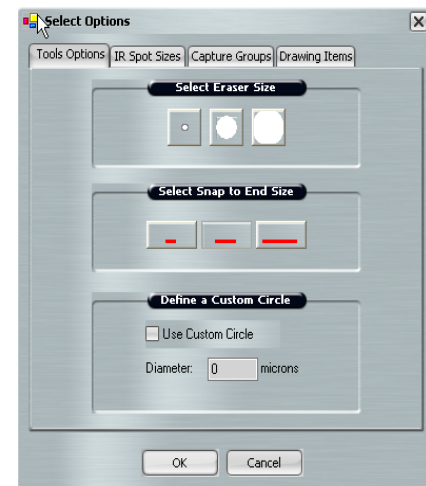 Select Options
Tools Options IR Spot Sizes Capture Groups Drawing Items
Select Eraser Size
Select Snap to End Size
Define a Custom Circle
Use Custom Circle
Diameter: 0 microns
OK Cancel